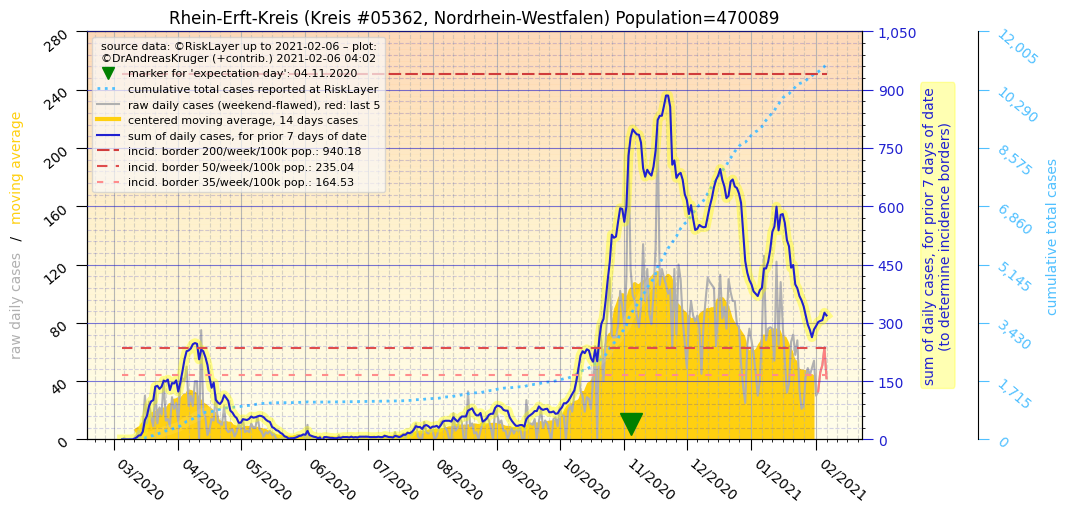 Rhein-Erft-Kreis (Kreis #05362, Nordrhein-Westfalen) Population=470089
source data: ©RiskLayer up to 2021-02-06 – plot:
©DrAndreasKruger (+contrib.) 2021-02-06 04:02
marker for 'expectation day': 04.11.2020
cumulative total cases reported at RiskLayer
raw daily cases (weekend-flawed), red: last 5
centered moving average, 14 days cases
sum of daily cases, for prior 7 days of date
incid. border 200/week/100k pop.: 940.18
incid. border 50/week/100k pop.: 235.04
incid. border 35/week/100k pop.: 164.53
raw daily cases / moving average
280
240
200
160
120
80
40
0
03/2020
04/2020
05/2020
06/2020
07/2020
08/2020
09/2020
10/2020
11/2020
12/2020
01/2021
02/2021
1,050
900
750
600
450
300
150
0
sum of daily cases, for prior 7 days of date
(to determine incidence borders)
12,005
10,290
8,575
6,860
5,145
3,430
1,715
0
cumulative total cases